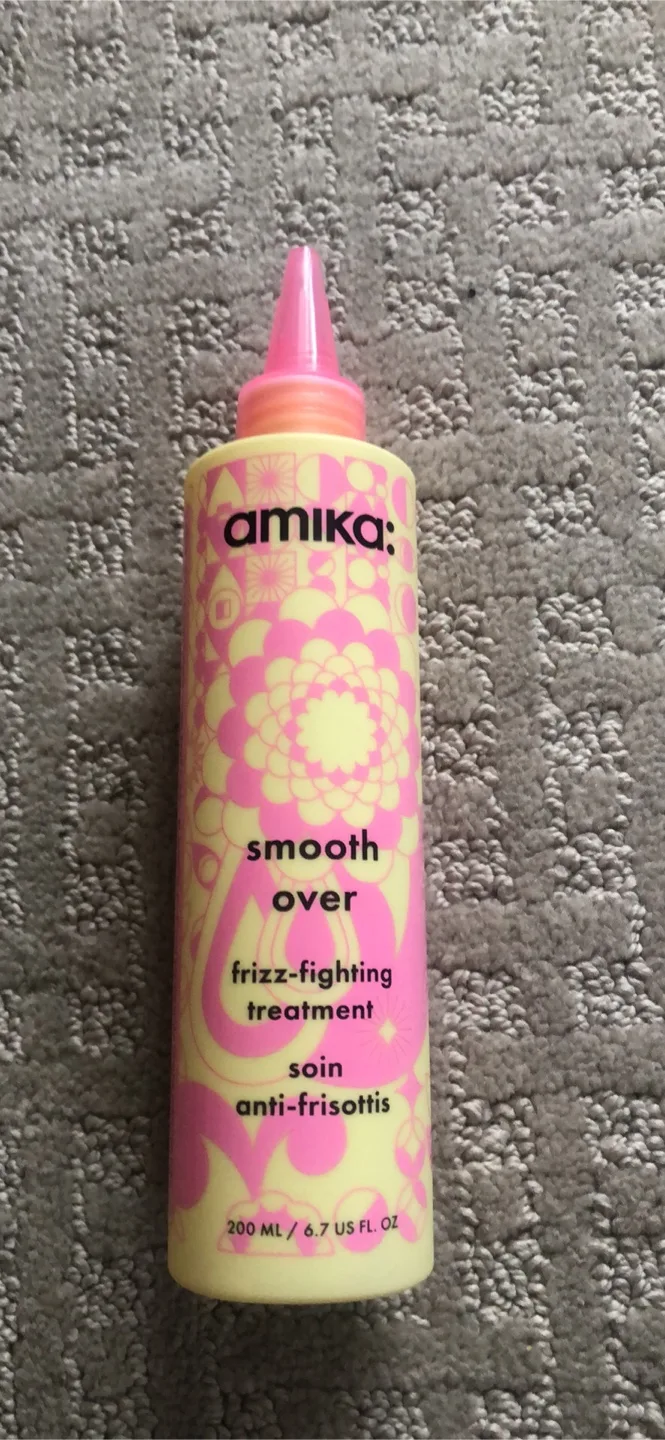 amika:
smooth
over
frizz-fighting
treatment
soin
anti-frisottis
200 ML / 6.7 US FL. OZ